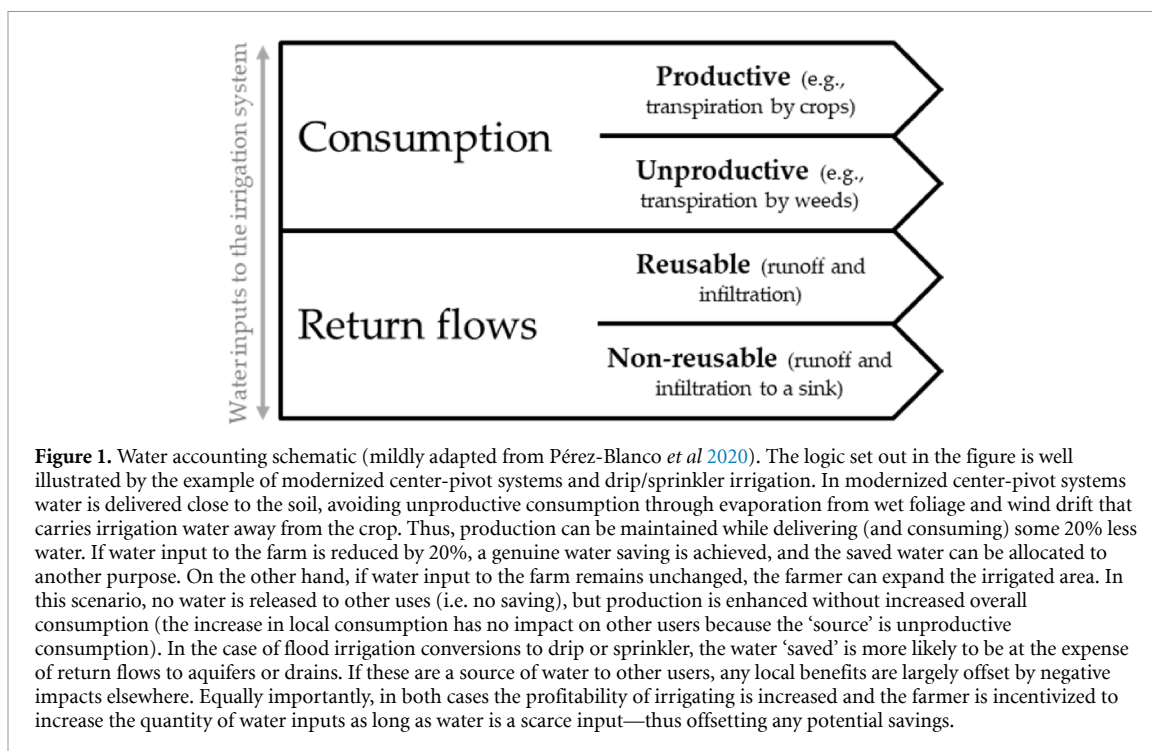 Water inputs to the irrigation system
Consumption
Productive (e.g.,
transpiration by crops)
Unproductive (e.g.,
transpiration by weeds)
Return flows
Reusable (runoff and
infiltration)
Non-reusable (runoff and
infiltration to a sink)
Figure 1. Water accounting schematic (mildly adapted from Pérez-Blanco et al 2020). The logic set out in the figure is well
illustrated by the example of modernized center-pivot systems and drip/sprinkler irrigation. In modernized center-pivot systems
water is delivered close to the soil, avoiding unproductive consumption through evaporation from wet foliage and wind drift that
carries irrigation water away from the crop. Thus, production can be maintained while delivering (and consuming) some 20% less
water. If water input to the farm is reduced by 20%, a genuine water saving is achieved, and the saved water can be allocated to
another purpose. On the other hand, if water input to the farm remains unchanged, the farmer can expand the irrigated area. In
this scenario, no water is released to other uses (i.e. no saving), but production is enhanced without increased overall
consumption (the increase in local consumption has no impact on other users because the ‘source’ is unproductive
consumption). In the case of flood irrigation conversions to drip or sprinkler, the water ‘saved’ is more likely to be at the expense
of return flows to aquifers or drains. If these are a source of water to other users, any local benefits are largely offset by negative
impacts elsewhere. Equally importantly, in both cases the profitability of irrigating is increased and the farmer is incentivized to
increase the quantity of water inputs as long as water is a scarce input—thus offsetting any potential savings.